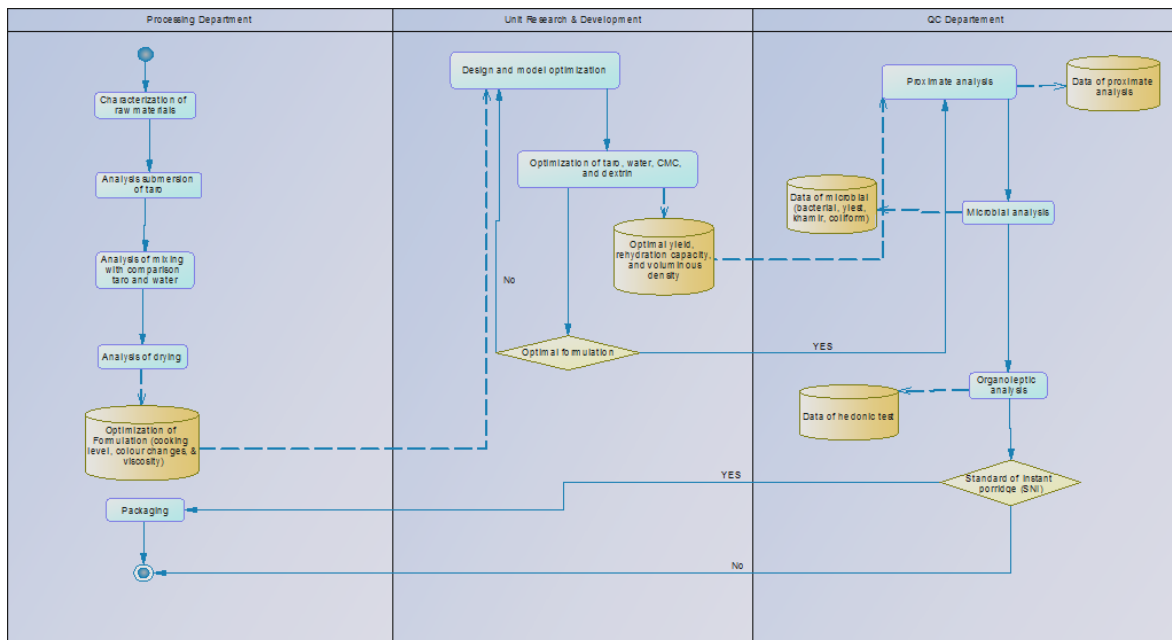 Processing Department
Unit Research & Development
QC Departement
Characterization of
raw materials
Analysis submersion
of taro
Analysis of mixing
with comparison
taro and water
Analysis of drying
Optimization of
Formulation (cooking
level, colour changes, &
viscosity)
Packaging
Design and model optimization
Optimization of taro, water, CMC,
and dextrin
Optimal yield,
rehydration capacity,
and voluminous
density
No
Optimal formulation
YES
Proximate analysis
Data of proximate
analysis
Data of microbial
(bacterial, yiest,
khamir, coliform)
Microbial analysis
Organoleptic
analysis
Data of hedonic test
Standard of instant
porridge (SNI)
YES
No